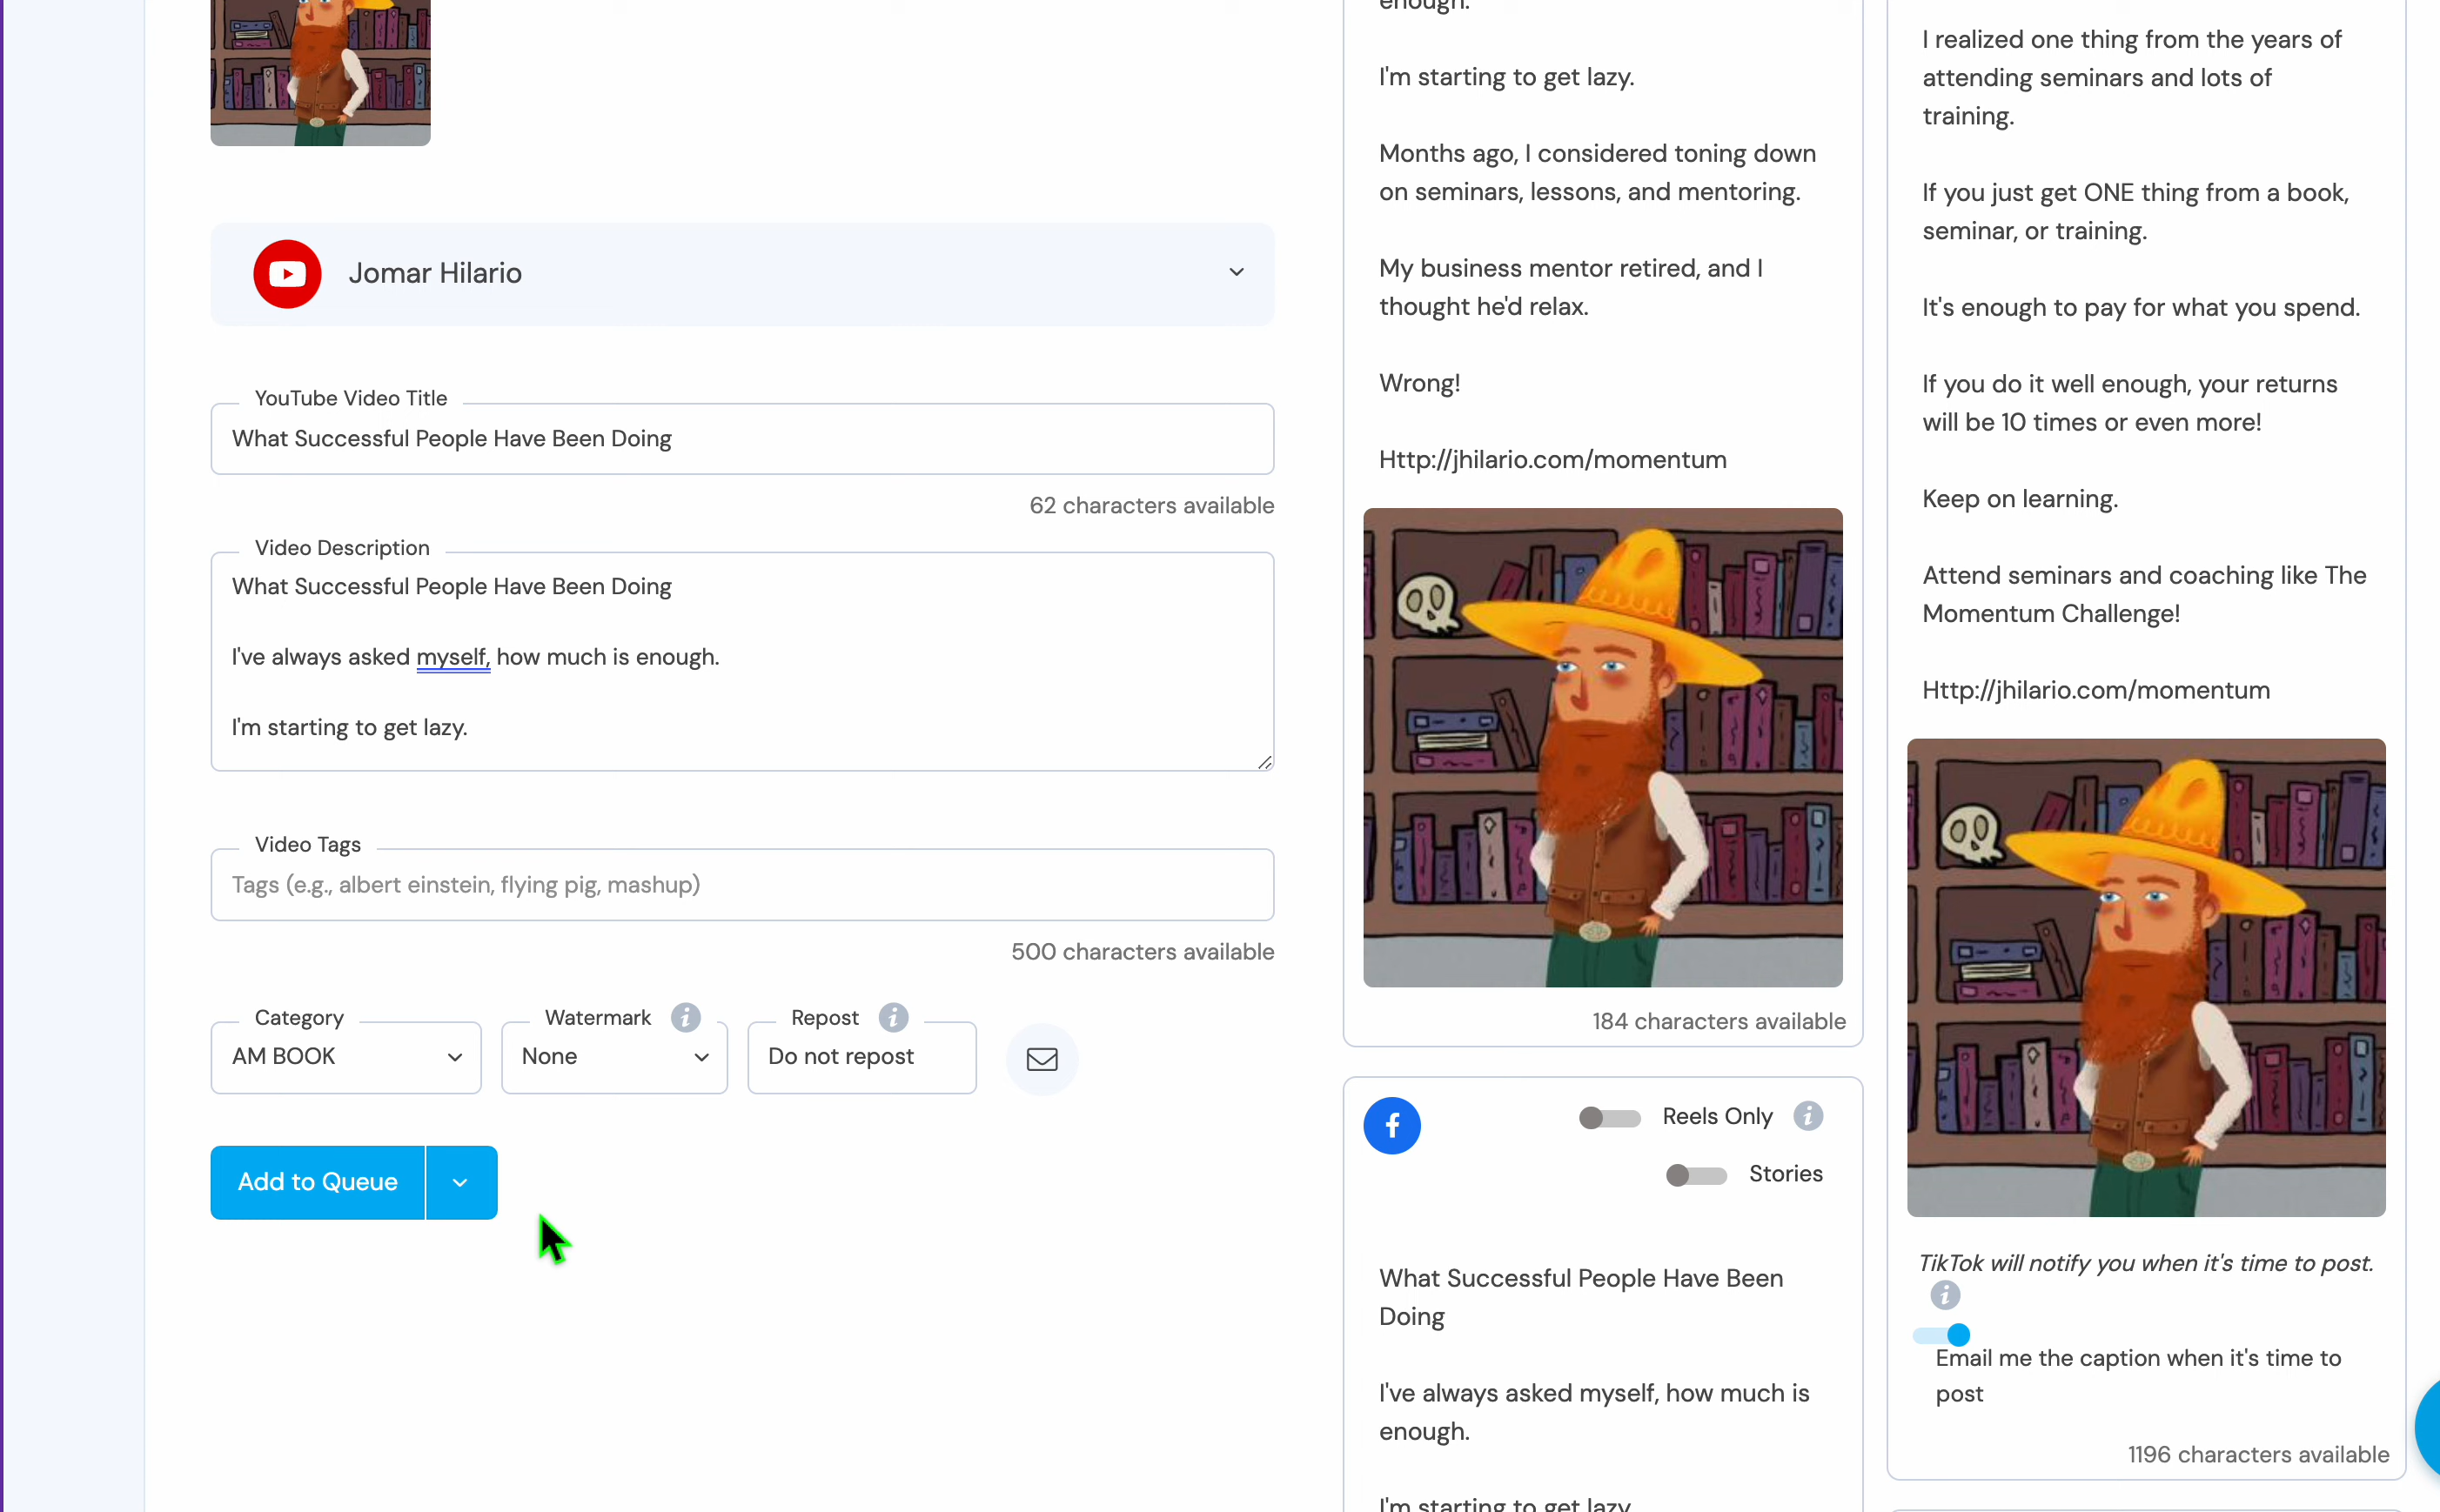 Jomar Hilario
YouTube Video Title
What Successful People Have Been Doing
62 characters available
Video Description
What Successful People Have Been Doing
I've always asked myself, how much is enough.
I'm starting to get lazy.
Video Tags
Tags (e.g., albert einstein, flying pig, mashup)
500 characters available
Category
AM BOOK
Watermark
None
Repost
Do not repost
Add to Queue
enough.
I'm starting to get lazy.
Months ago, I considered toning down
on seminars, lessons, and mentoring.
My business mentor retired, and I
thought he'd relax.
Wrong!
Http://jhilario.com/momentum
184 characters available
Reels Only
Stories
What Successful People Have Been
Doing
I've always asked myself, how much is
enough.
I'm starting to get lazy
I realized one thing from the years of
attending seminars and lots of
training.
If you just get ONE thing from a book,
seminar, or training.
It's enough to pay for what you spend.
If you do it well enough, your returns
will be 10 times or even more!
Keep on learning.
Attend seminars and coaching like The
Momentum Challenge!
Http://jhilario.com/momentum
TikTok will notify you when it's time to post.
Email me the caption when it's time to
post
1196 characters available